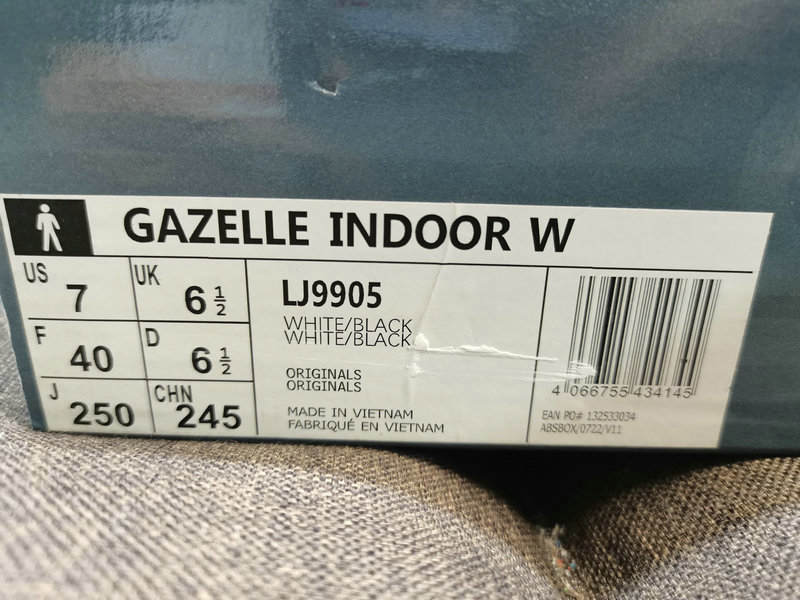 GAZELLE INDOOR W
US 7 UK 6 1/2
F 40 D 6 1/2
J 250 CHN 245
LJ9905
WHITE/BLACK
WHITE/BLACK
ORIGINALS
ORIGINALS
MADE IN VIETNAM
FABRIQUÉ EN VIETNAM
4 066755 434145
EAN PO# 132533034
ABSBOX/0722/V11